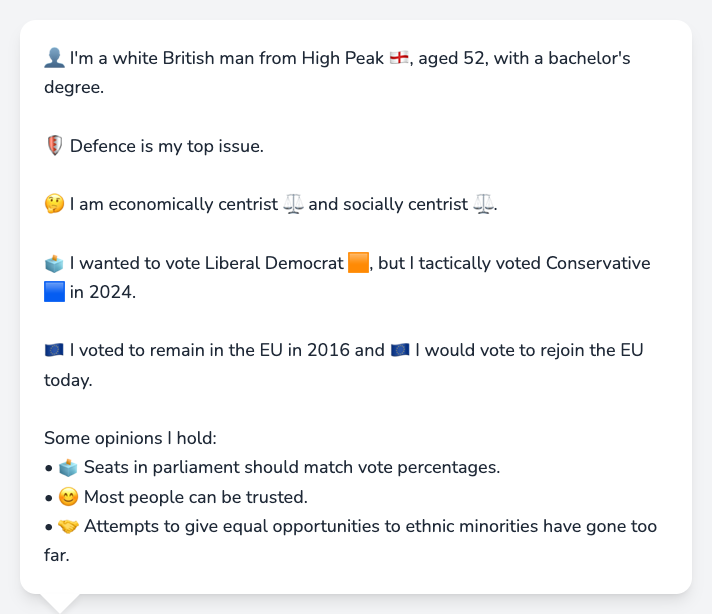 👤 I'm a white British man from High Peak 🏴󠁧󠁢󠁥󠁮󠁧󠁿, aged 52, with a bachelor's
degree.
🛡️ Defence is my top issue.
🤔 I am economically centrist ⚖️ and socially centrist ⚖️.
🗳️ I wanted to vote Liberal Democrat 🟧, but I tactically voted Conservative
🟦 in 2024.
🇪🇺 I voted to remain in the EU in 2016 and 🇪🇺 I would vote to rejoin the EU
today.
Some opinions I hold:
• 🗳️ Seats in parliament should match vote percentages.
• 😊 Most people can be trusted.
• 🤝 Attempts to give equal opportunities to ethnic minorities have gone too
far.